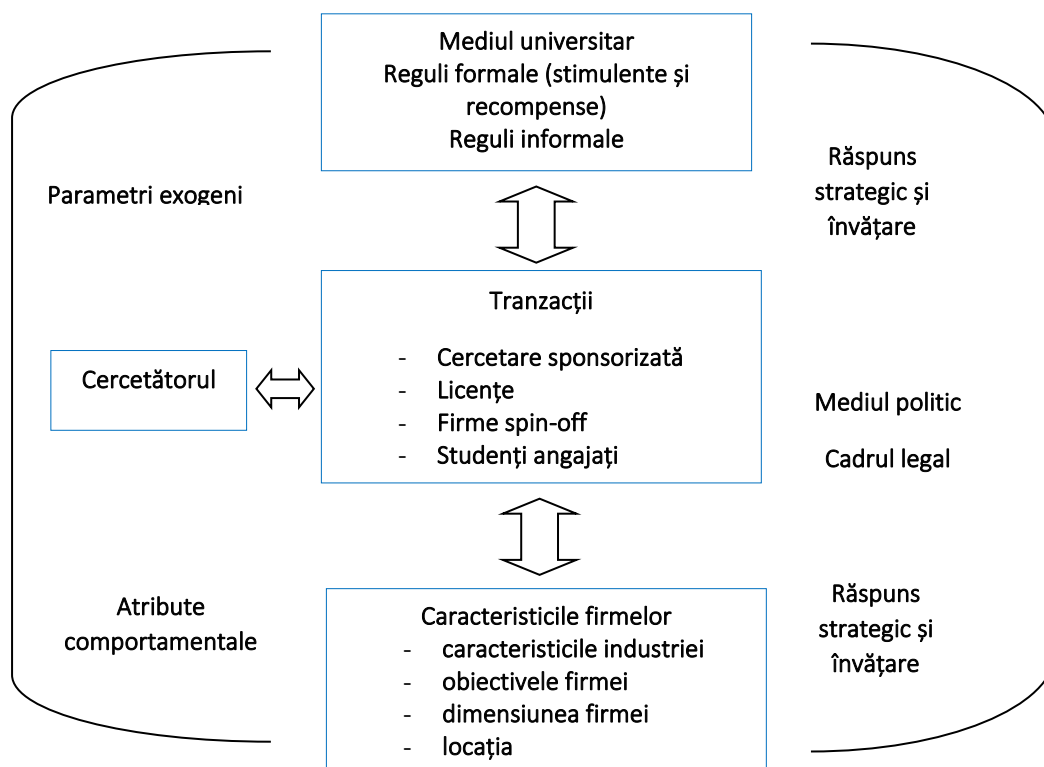 Mediul universitar
Reguli formale (stimulente și
recompense)
Reguli informale
Parametri exogeni
Răspuns
strategic și
învățare
Tranzacții
- Cercetare sponsorizată
- Licențe
- Firme spin-off
- Studenți angajați
Cercetătorul
Mediul politic
Cadrul legal
Atribute
comportamentale
Caracteristicile firmelor
- caracteristicile industriei
- obiectivele firmei
- dimensiunea firmei
- locația
Răspuns
strategic și
învățare